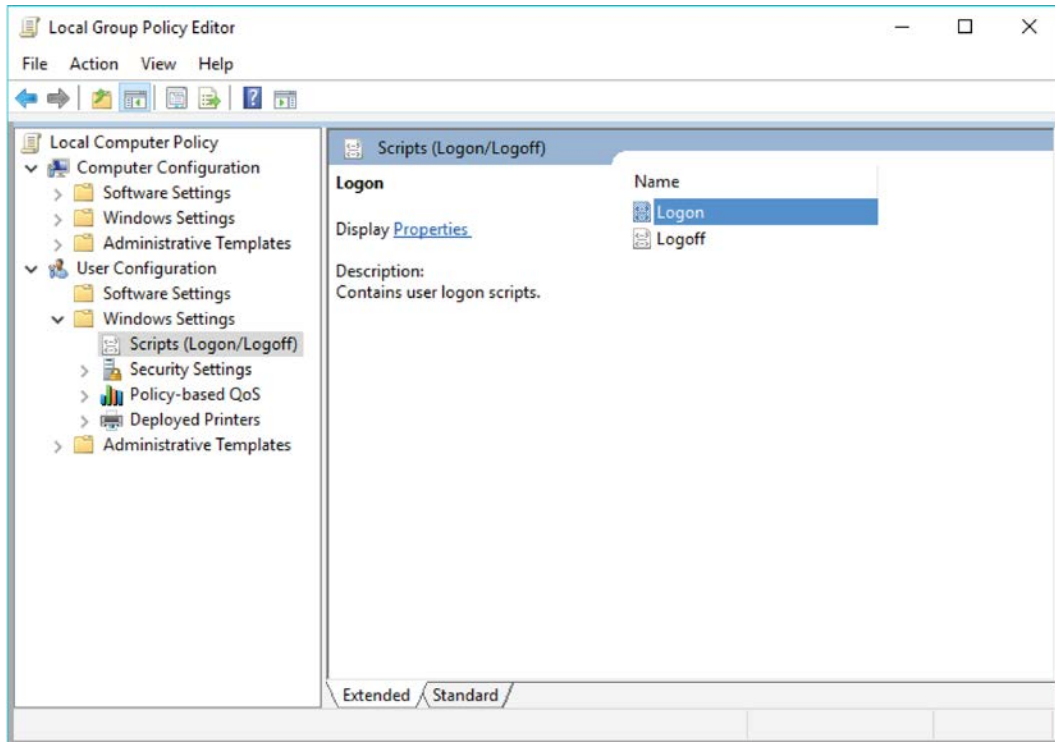 Local Group Policy Editor
File Action View Help
Local Computer Policy
Computer Configuration
Software Settings
Windows Settings
Administrative Templates
User Configuration
Software Settings
Windows Settings
Scripts (Logon/Logoff)
Security Settings
Policy-based QoS
Deployed Printers
Administrative Templates
Scripts (Logon/Logoff)
Logon
Display Properties
Description:
Contains user logon scripts.
Name
Logon
Logoff
Extended Standard